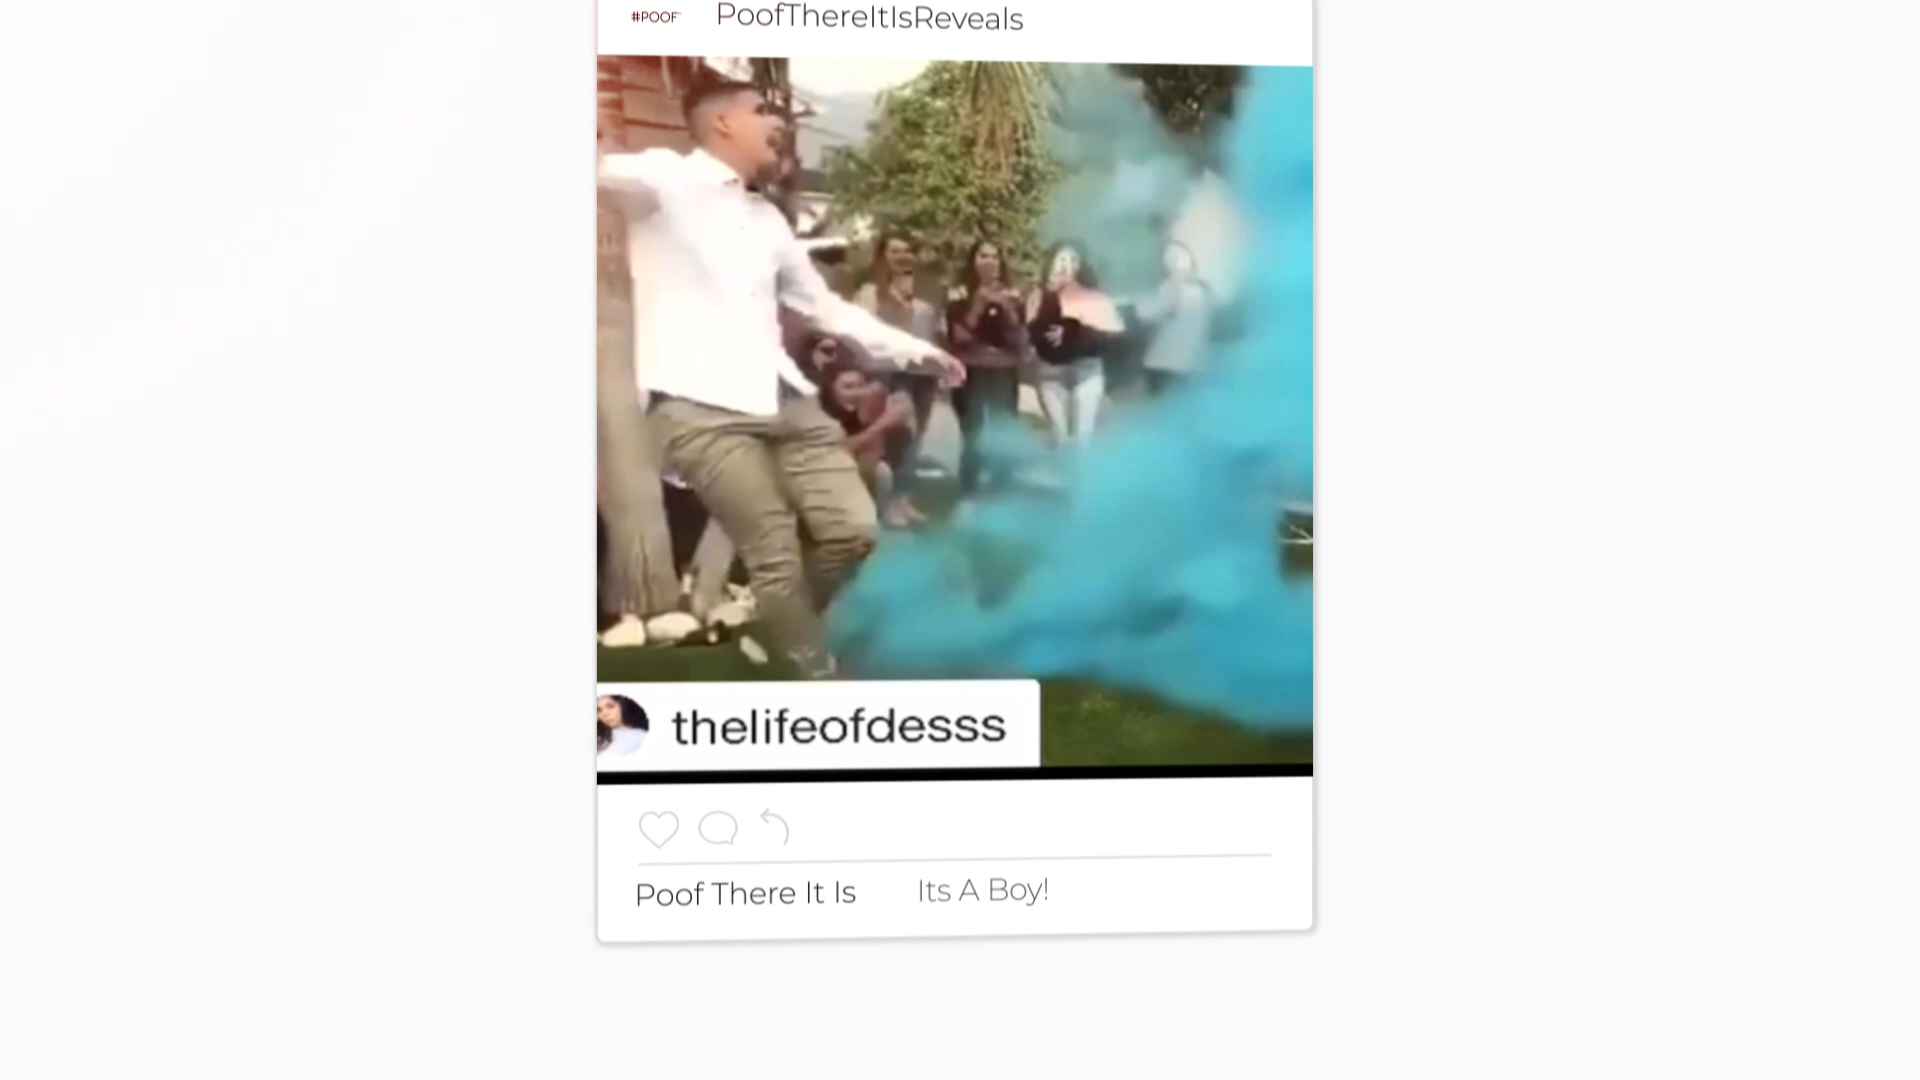 #POOF PoofThereItIsReveals
thelifeofdesss
Poof There It Is Its A Boy!